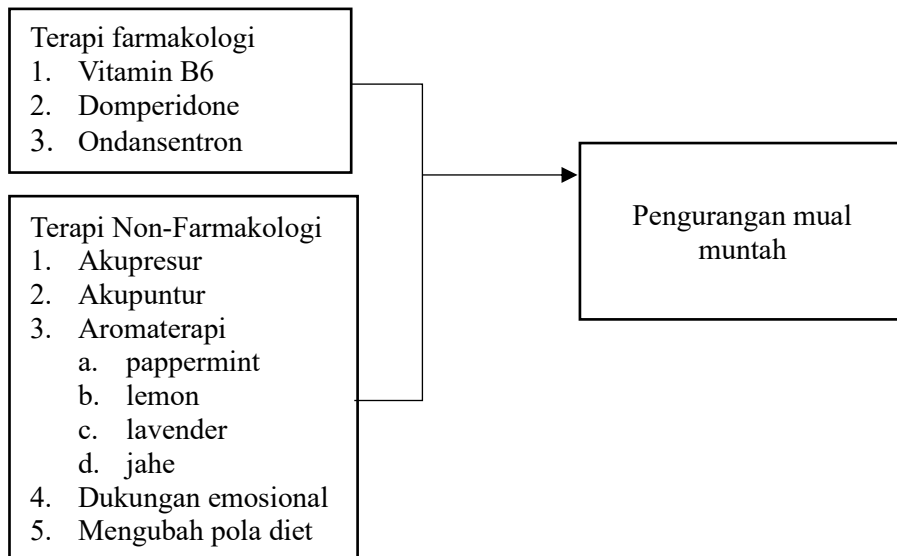 Terapi farmakologi
1. Vitamin B6
2. Domperidone
3. Ondansentron
Terapi Non-Farmakologi
1. Akupresur
2. Akupuntur
3. Aromaterapi
a. pappermint
b. lemon
c. lavender
d. jahe
4. Dukungan emosional
5. Mengubah pola diet
Pengurangan mual
muntah